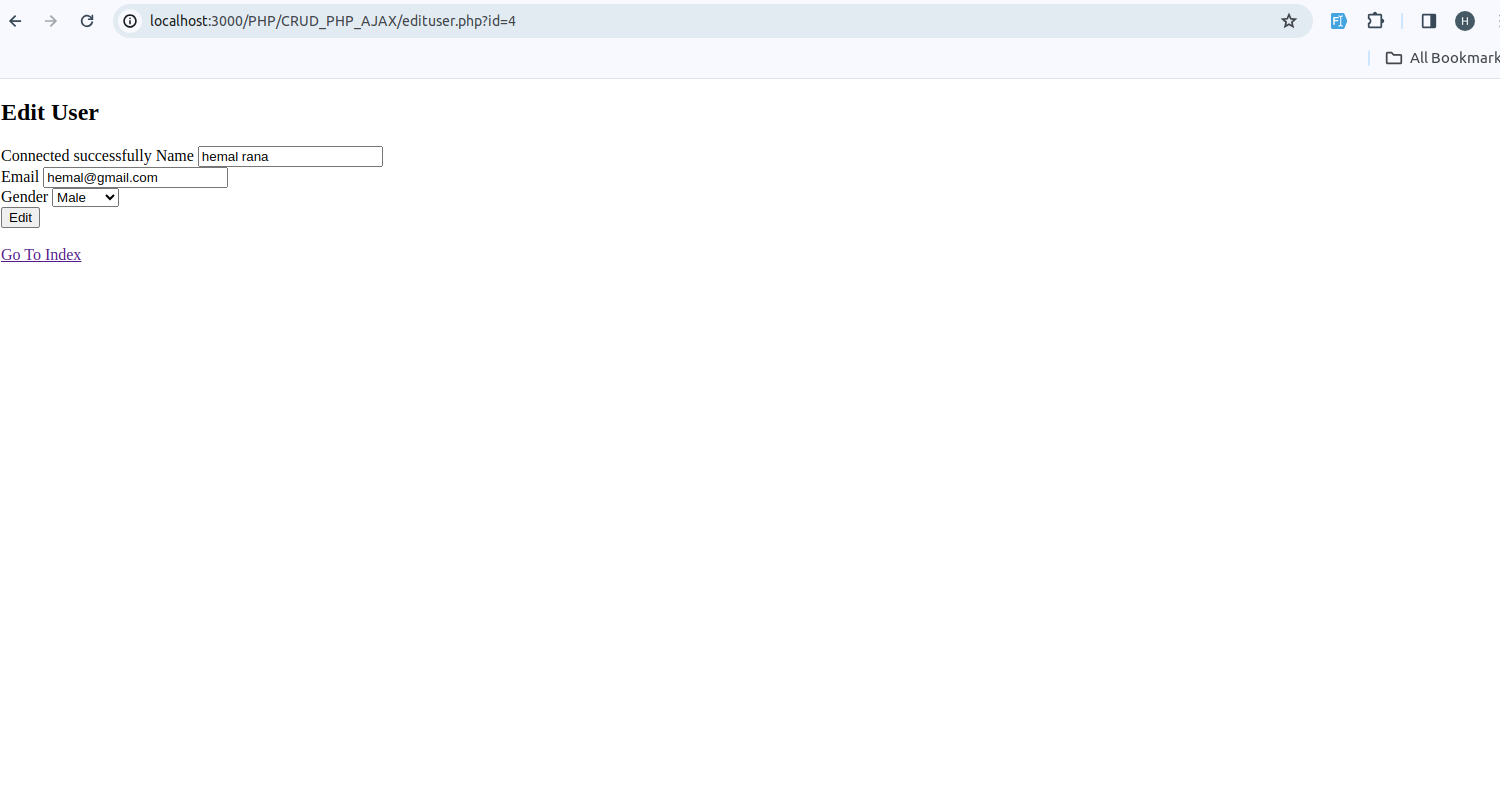 localhost:3000/PHP/CRUD_PHP_AJAX/edituser.php?id=4
H
All Bookmark
Edit User
Connected successfully Name hemal rana
Email hemal@gmail.com
Gender Male
Edit
Go To Index